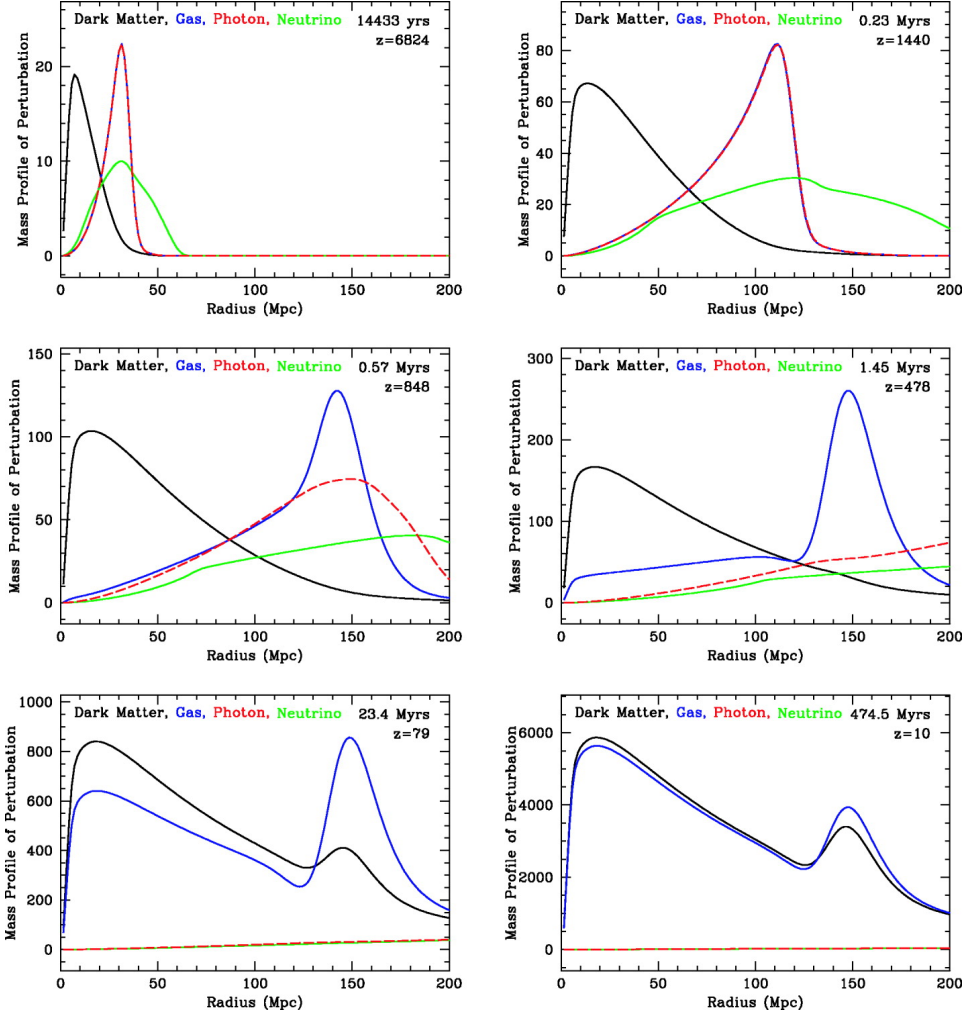 Dark Matter, Gas, Photon, Neutrino 14433 yrs
z=6824
20
10
0
Mass Profile of Perturbation
0 50 100 150 200
Radius (Mpc)
Dark Matter, Gas, Photon, Neutrino 0.23 Myrs
z=1440
80
60
40
20
0
Mass Profile of Perturbation
0 50 100 150 200
Radius (Mpc)
Dark Matter, Gas, Photon, Neutrino 0.57 Myrs
z=848
150
100
50
0
Mass Profile of Perturbation
0 50 100 150 200
Radius (Mpc)
Dark Matter, Gas, Photon, Neutrino 1.45 Myrs
z=478
300
200
100
0
Mass Profile of Perturbation
0 50 100 150 200
Radius (Mpc)
Dark Matter, Gas, Photon, Neutrino 23.4 Myrs
z=79
1000
800
600
400
200
0
Mass Profile of Perturbation
0 50 100 150 200
Radius (Mpc)
Dark Matter, Gas, Photon, Neutrino 474.5 Myrs
z=10
6000
4000
2000
0
Mass Profile of Perturbation
0 50 100 150 200
Radius (Mpc)